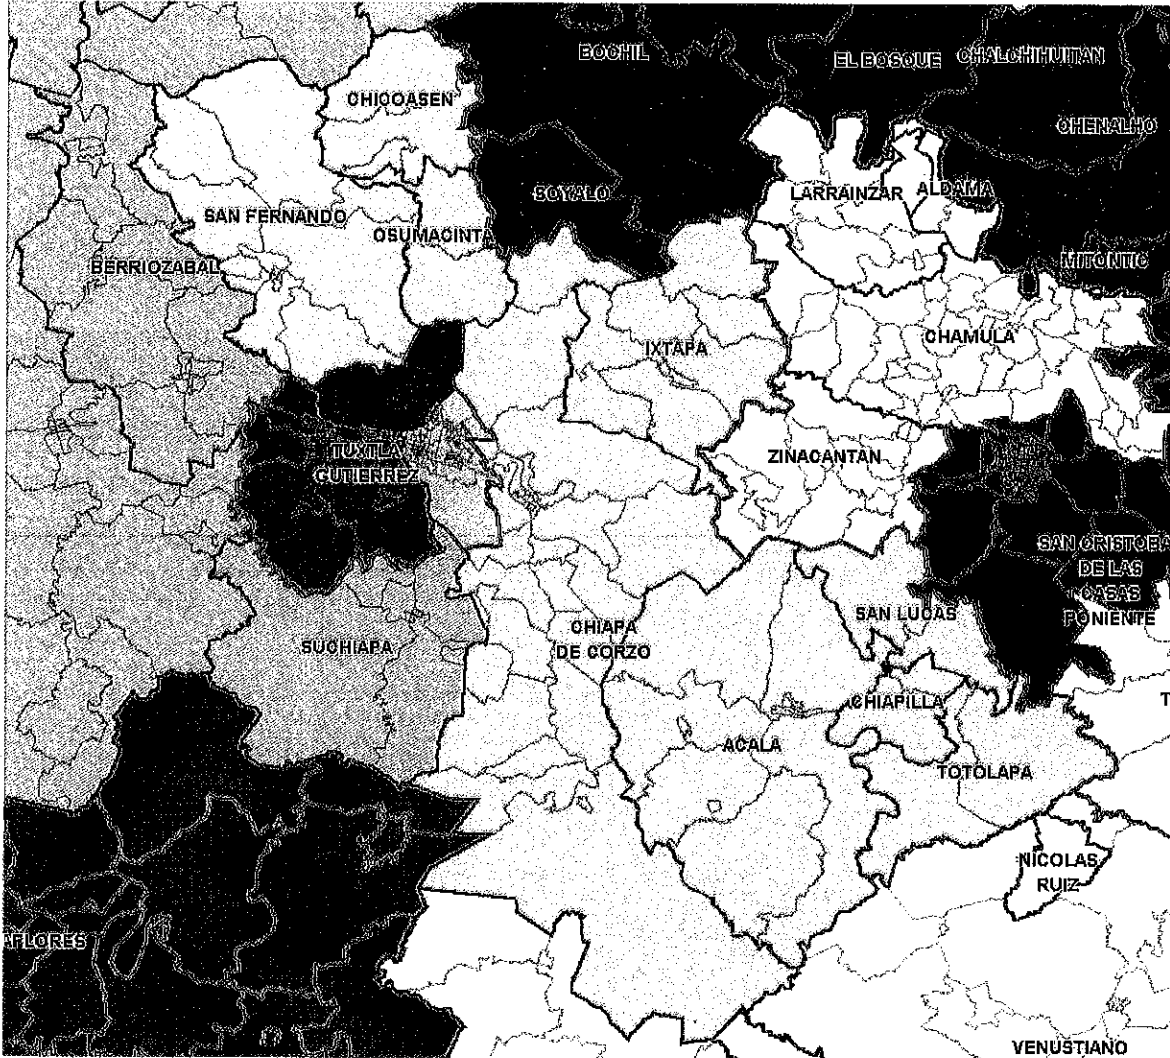 BOCHIL
EL BOSQUE
CHALCHIHUITAN
CHICOASEN
CHENALHO
SOYALO
LARRAINZAR
ALDAMA
SAN FERNANDO
OSUMACINTA
BERRIOZABAL
MITONTIC
IXTAPA
CHAMULA
TUXTLA
GUTIERREZ
ZINACANTAN
SAN CRISTOBA
DE LAS
CASAS
PONIENTE
SAN LUCAS
CHIAPA
DE CORZO
SUCHIAPA
CHIAPILLA
T
ACALA
TOTOLAPA
NICOLAS
RUIZ
AFLORES
VENUSTIANO